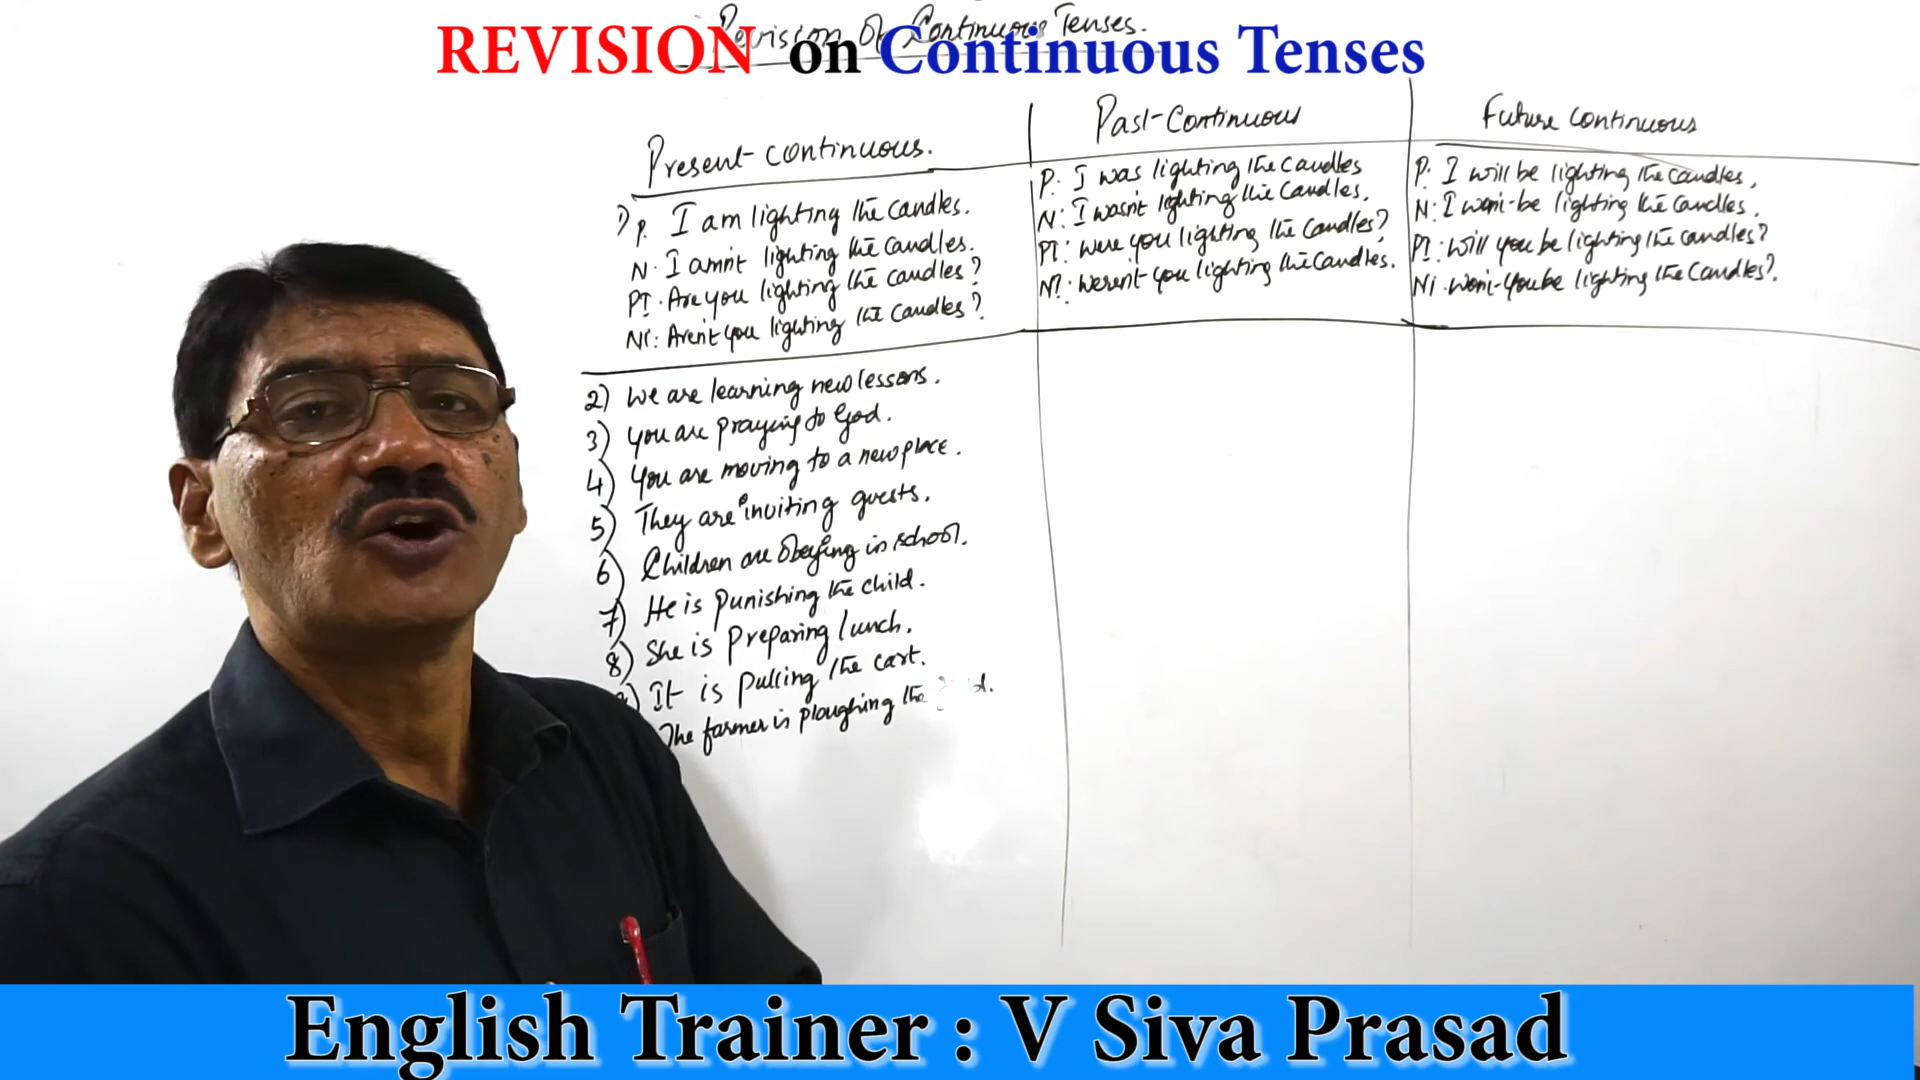 Revision of Continuous Tenses.
REVISION on Continuous Tenses
Present continuous.
1) P. I am lighting the candles.
N. I amn't lighting the candles.
PI. Are you lighting the candles?
NI: Aren't you lighting the candles?
2) We are learning new lessons.
3) you are praying to God.
4) You are moving to a new place.
5) They are inviting guests.
6) Children are obeying in school.
7) He is punishing the child.
8) She is preparing lunch.
It is pulling the cart.
The farmer is ploughing the
Past-Continuous
P: I was lighting the candles
N: I wasn't lighting the candles.
PI: were you lighting the candles?
NI: weren't you lighting the candles.
Future continuous
P: I will be lighting the candles,
N: I won't be lighting the candles.
PI: will you be lighting the candles?
NI. won't you be lighting the candles?
English Trainer : V Siva Prasad